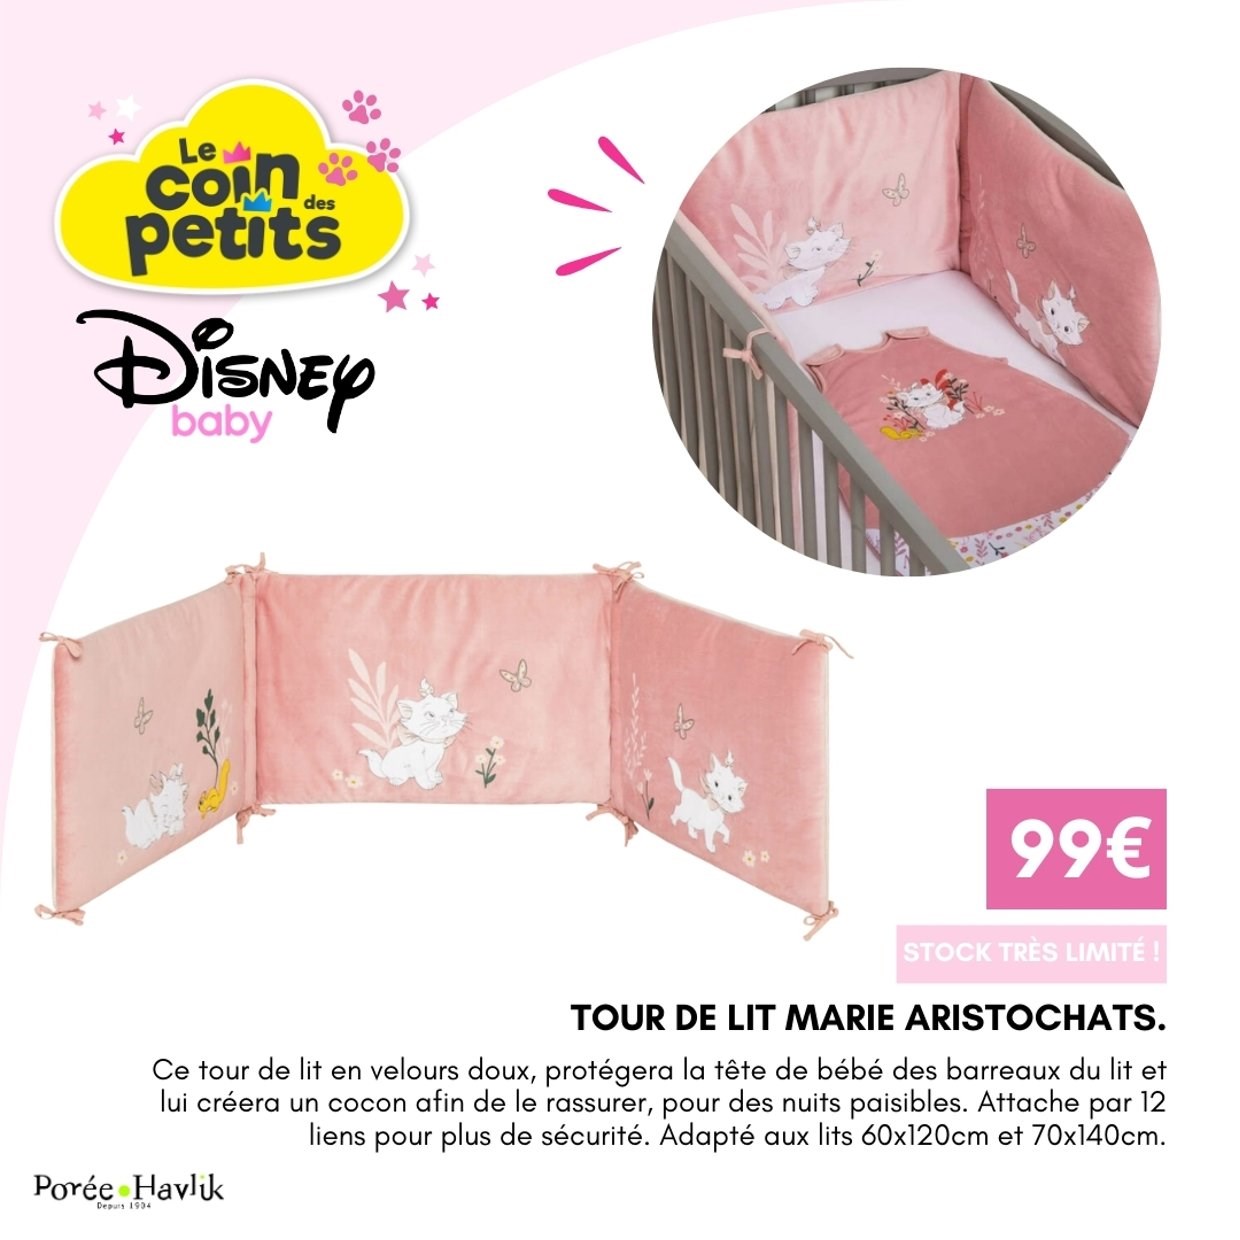 Le
coin
des
petits
Disney
baby
99€
STOCK TRÈS LIMITÉ !
TOUR DE LIT MARIE ARISTOCHATS.
Ce tour de lit en velours doux, protégera la tête de bébé des barreaux du lit et
lui créera un cocon afin de le rassurer, pour des nuits paisibles. Attache par 12
liens pour plus de sécurité. Adapté aux lits 60x120cm et 70x140cm.
Porée Havlik
Depuis 1994